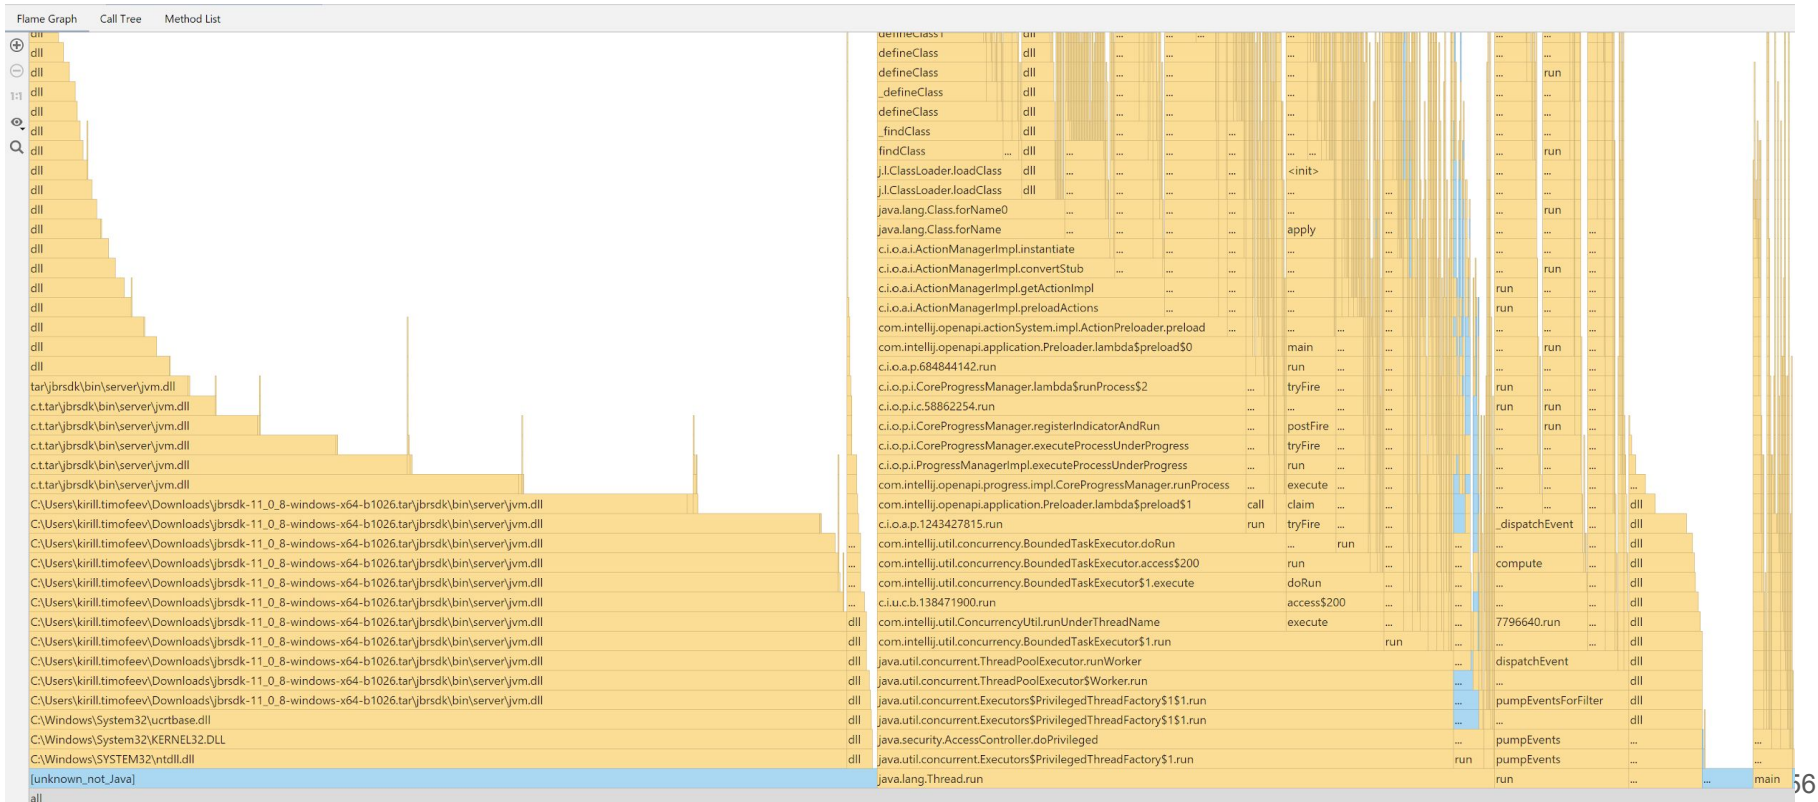 Flame Graph Call Tree Method List
dll defineClass1 dll ... ... ... ... ... ...
dll defineClass dll ... ... ... ... ...
dll defineClass dll ... ... ... ... run
dll _defineClass dll ... ... ... ... ...
1:1
dll defineClass dll ... ... ... ... ...
dll _findClass dll ... ... ... ... ... ...
dll findClass ... dll ... ... ... ... ... ... ... run
dll j.l.ClassLoader.loadClass dll ... ... ... ... <init> ... ...
dll j.l.ClassLoader.loadClass dll ... ... ... ... ... ... ... ...
dll java.lang.Class.forName0 ... ... ... ... ... ... ... run
dll java.lang.Class.forName ... ... ... ... apply ... ... ... ...
dll c.i.o.a.i.ActionManagerImpl.instantiate ... ... ... ... ... ... ... ...
dll c.i.o.a.i.ActionManagerImpl.convertStub ... ... ... ... ... ... run ...
dll c.i.o.a.i.ActionManagerImpl.getActionImpl ... ... ... ... run ... ...
dll c.i.o.a.i.ActionManagerImpl.preloadActions ... ... ... ... run ... ...
dll com.intellij.openapi.actionSystem.impl.ActionPreloader.preload ... ... ... ... ... ... ...
dll com.intellij.openapi.application.Preloader.lambda$preload$0 main ... ... ... run ...
dll c.i.o.a.p.684844142.run run ... ... ... ... ...
tar\jbrsdk\bin\server\jvm.dll c.i.o.p.i.CoreProgressManager.lambda$runProcess$2 ... tryFire ... ... run ... ...
c.t.tar\jbrsdk\bin\server\jvm.dll c.i.o.p.i.c.58862254.run ... ... ... ... run run ...
c.t.tar\jbrsdk\bin\server\jvm.dll c.i.o.p.i.CoreProgressManager.registerIndicatorAndRun ... postFire ... ... ... run ...
c.t.tar\jbrsdk\bin\server\jvm.dll c.i.o.p.i.CoreProgressManager.executeProcessUnderProgress ... tryFire ... ... ... ... ...
c.t.tar\jbrsdk\bin\server\jvm.dll c.i.o.p.i.ProgressManagerImpl.executeProcessUnderProgress ... run ... ... ... ... ...
c.t.tar\jbrsdk\bin\server\jvm.dll com.intellij.openapi.progress.impl.CoreProgressManager.runProcess ... execute ... ... ... ... ... ...
C:\Users\kirill.timofeev\Downloads\jbrsdk-11_0_8-windows-x64-b1026.tar\jbrsdk\bin\server\jvm.dll com.intellij.openapi.application.Preloader.lambda$preload$1 call claim ... ... ... ... ... dll
C:\Users\kirill.timofeev\Downloads\jbrsdk-11_0_8-windows-x64-b1026.tar\jbrsdk\bin\server\jvm.dll c.i.o.a.p.1243427815.run run tryFire ... ... _dispatchEvent ... dll
C:\Users\kirill.timofeev\Downloads\jbrsdk-11_0_8-windows-x64-b1026.tar\jbrsdk\bin\server\jvm.dll ... com.intellij.util.concurrency.BoundedTaskExecutor.doRun ... run ... ... ... ... dll
C:\Users\kirill.timofeev\Downloads\jbrsdk-11_0_8-windows-x64-b1026.tar\jbrsdk\bin\server\jvm.dll ... com.intellij.util.concurrency.BoundedTaskExecutor.access$200 run ... ... compute ... dll
C:\Users\kirill.timofeev\Downloads\jbrsdk-11_0_8-windows-x64-b1026.tar\jbrsdk\bin\server\jvm.dll ... com.intellij.util.concurrency.BoundedTaskExecutor$1.execute doRun ... ... ... ... dll
C:\Users\kirill.timofeev\Downloads\jbrsdk-11_0_8-windows-x64-b1026.tar\jbrsdk\bin\server\jvm.dll ... c.i.u.c.b.138471900.run access$200 ... ... ... ... dll
C:\Users\kirill.timofeev\Downloads\jbrsdk-11_0_8-windows-x64-b1026.tar\jbrsdk\bin\server\jvm.dll dll com.intellij.util.ConcurrencyUtil.runUnderThreadName execute ... ... 7796640.run ... dll
C:\Users\kirill.timofeev\Downloads\jbrsdk-11_0_8-windows-x64-b1026.tar\jbrsdk\bin\server\jvm.dll dll com.intellij.util.concurrency.BoundedTaskExecutor$1.run run ... ... ... dll
C:\Users\kirill.timofeev\Downloads\jbrsdk-11_0_8-windows-x64-b1026.tar\jbrsdk\bin\server\jvm.dll dll java.util.concurrent.ThreadPoolExecutor.runWorker ... dispatchEvent dll
C:\Users\kirill.timofeev\Downloads\jbrsdk-11_0_8-windows-x64-b1026.tar\jbrsdk\bin\server\jvm.dll dll java.util.concurrent.ThreadPoolExecutor$Worker.run ... ... dll
C:\Users\kirill.timofeev\Downloads\jbrsdk-11_0_8-windows-x64-b1026.tar\jbrsdk\bin\server\jvm.dll dll java.util.concurrent.Executors$PrivilegedThreadFactory$1$1.run ... pumpEventsForFilter dll
C:\Windows\System32\ucrtbase.dll dll java.util.concurrent.Executors$PrivilegedThreadFactory$1$1.run ... ... dll
C:\Windows\System32\KERNEL32.DLL dll java.security.AccessController.doPrivileged ... pumpEvents ... ...
C:\Windows\SYSTEM32\ntdll.dll dll java.util.concurrent.Executors$PrivilegedThreadFactory$1.run run pumpEvents ... ...
[unknown_not_Java] java.lang.Thread.run run ... ... main
56
all